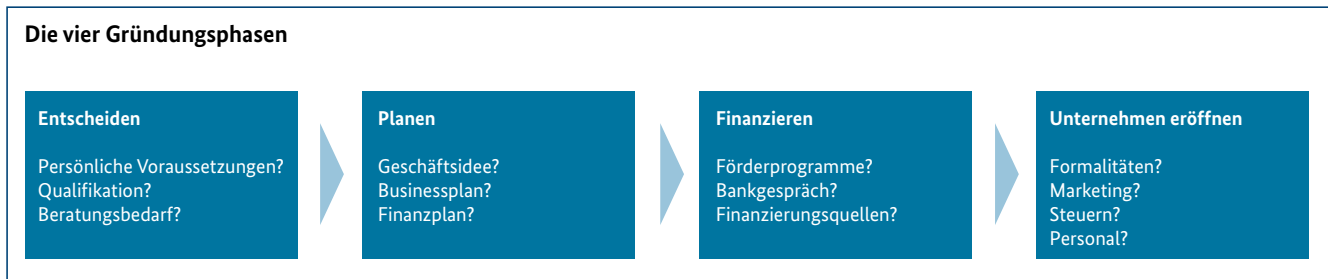 Die vier Gründungsphasen
Entscheiden
Persönliche Voraussetzungen?
Qualifikation?
Beratungsbedarf?
Planen
Geschäftsidee?
Businessplan?
Finanzplan?
Finanzieren
Förderprogramme?
Bankgespräch?
Finanzierungsquellen?
Unternehmen eröffnen
Formalitäten?
Marketing?
Steuern?
Personal?